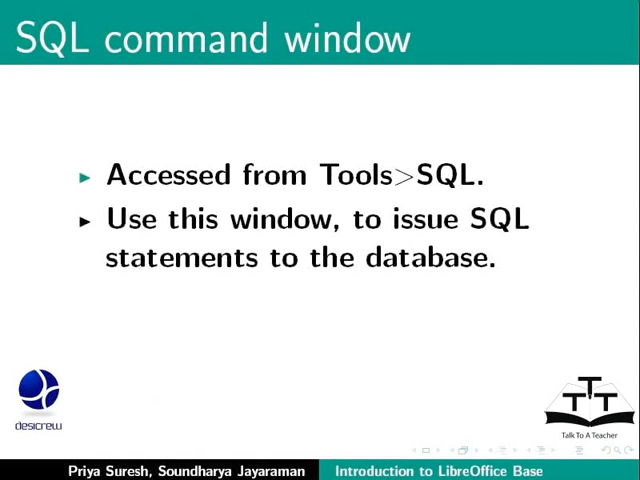 SQL command window
Accessed from Tools>SQL.
Use this window, to issue SQL
statements to the database.
desicrew
T T T
Talk To A Teacher
Priya Suresh, Soundharya Jayaraman Introduction to LibreOffice Base